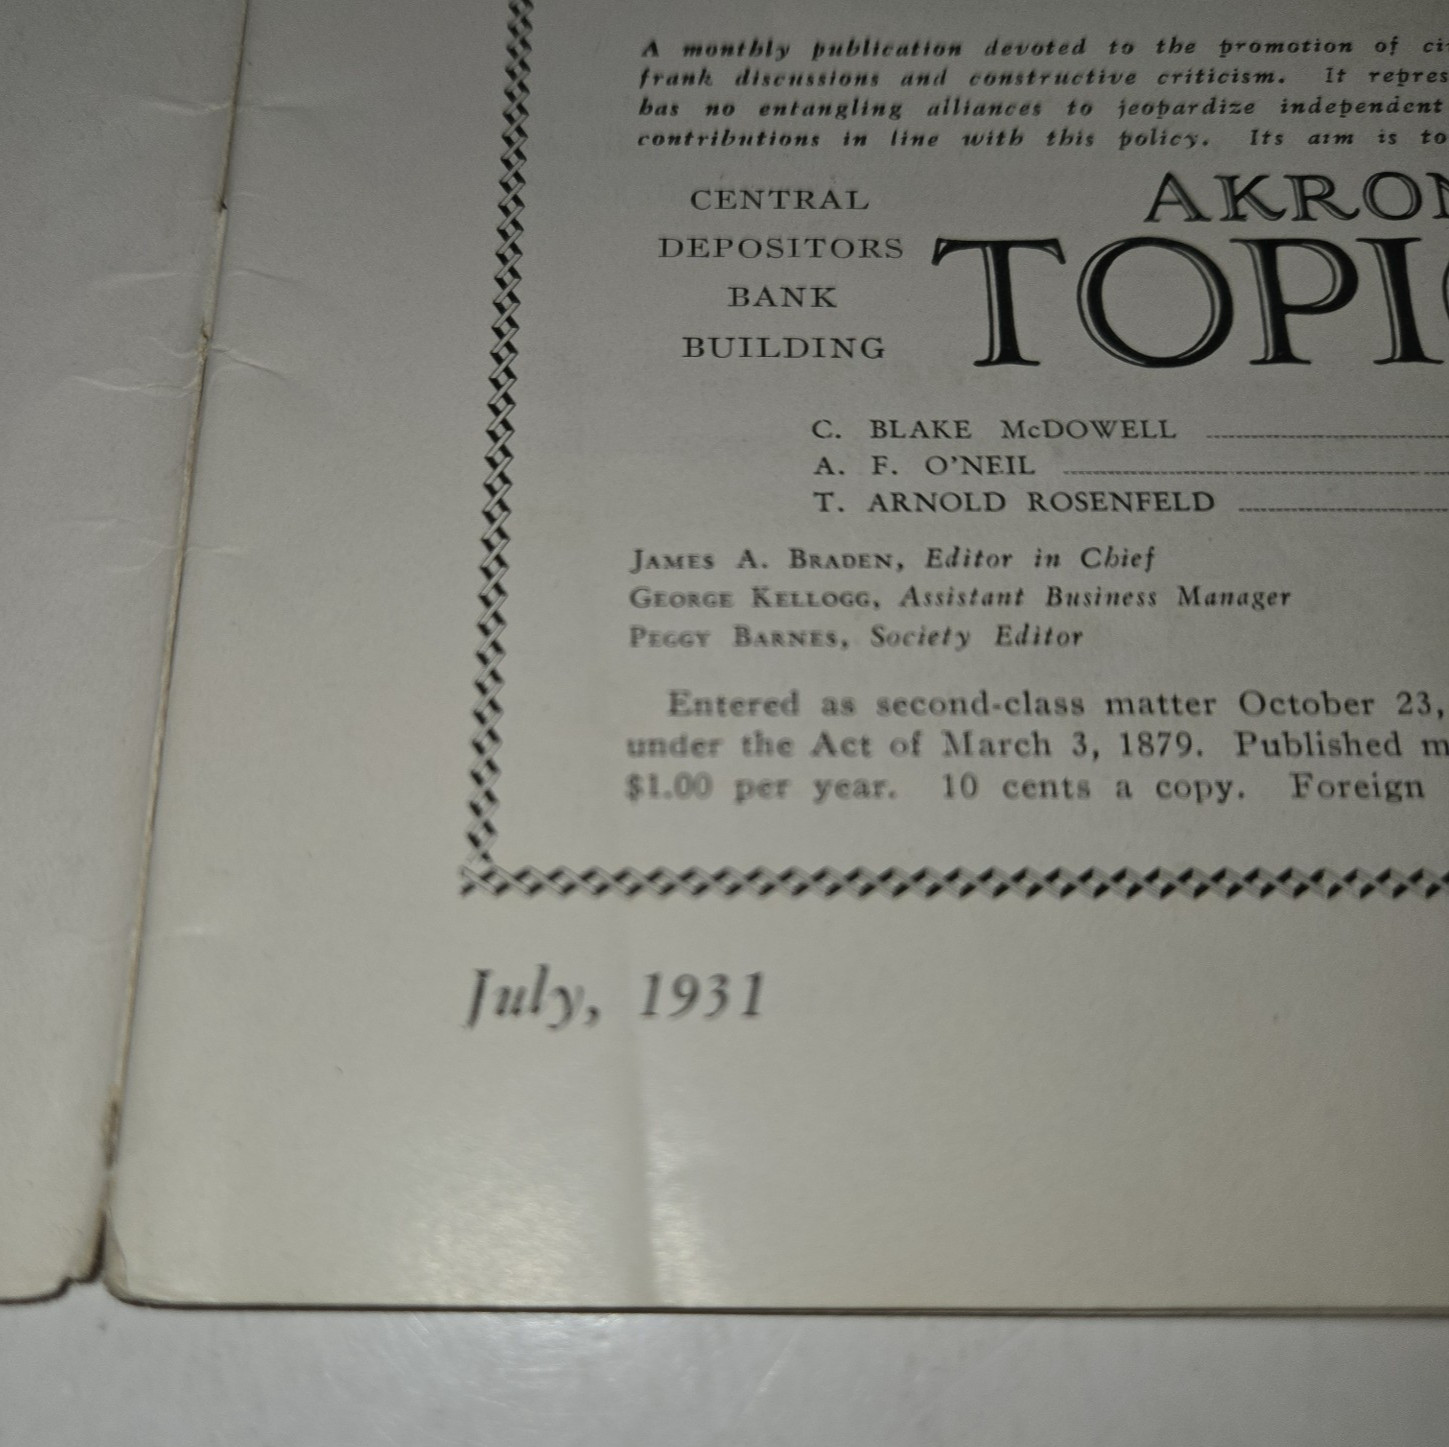 A monthly publication devoted to the promotion of
frank discussions and constructive criticism. It
has no entangling alliances to jeopardize independent
contributions in line with this policy. Its aim is to
AKRON
TOPI
CENTRAL
DEPOSITORS
BANK
BUILDING
C. BLAKE McDOWELL
A. F. O'NEIL
T. ARNOLD ROSENFELD
JAMES A. BRADEN, Editor in Chief
GEORGE KELLOGG, Assistant Business Manager
PEGGY BARNES, Society Editor
Entered as second-class matter October 23,
under the Act of March 3, 1879. Published
$1.00 per year. 10 cents a copy. Foreign
July, 1931